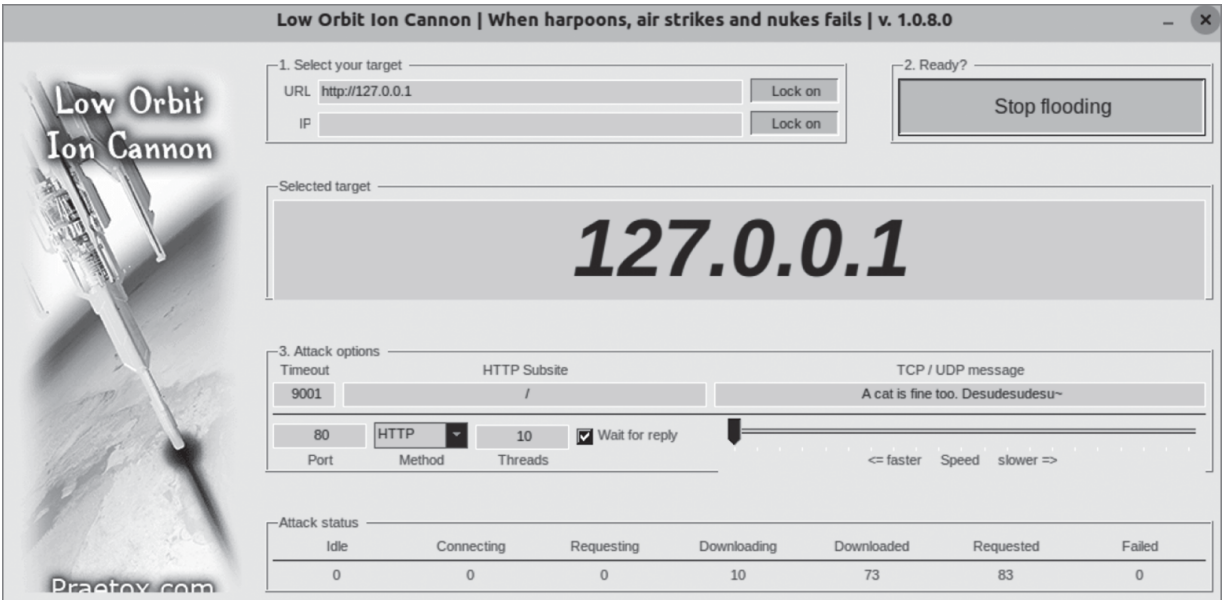 Low Orbit Ion Cannon | When harpoons, air strikes and nukes fails | v. 1.0.8.0
Low Orbit
Ion Cannon
Praetox.com
1. Select your target
URL http://127.0.0.1 Lock on
IP Lock on
2. Ready?
Stop flooding
Selected target
127.0.0.1
3. Attack options
Timeout HTTP Subsite TCP / UDP message
9001 / A cat is fine too. Desudesudesu~
80 HTTP 10 Wait for reply
Port Method Threads <= faster Speed slower =>
Attack status
Idle Connecting Requesting Downloading Downloaded Requested Failed
0 0 0 10 73 83 0